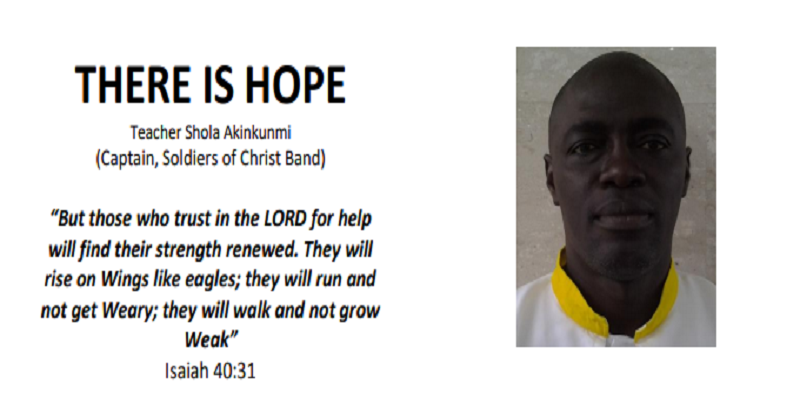 THERE IS HOPE
Teacher Shola Akinkunmi
(Captain, Soldiers of Christ Band)
“But those who trust in the LORD for help
will find their strength renewed. They will
rise on Wings like eagles; they will run and
not get Weary; they will walk and not grow
Weak”
Isaiah 40:31